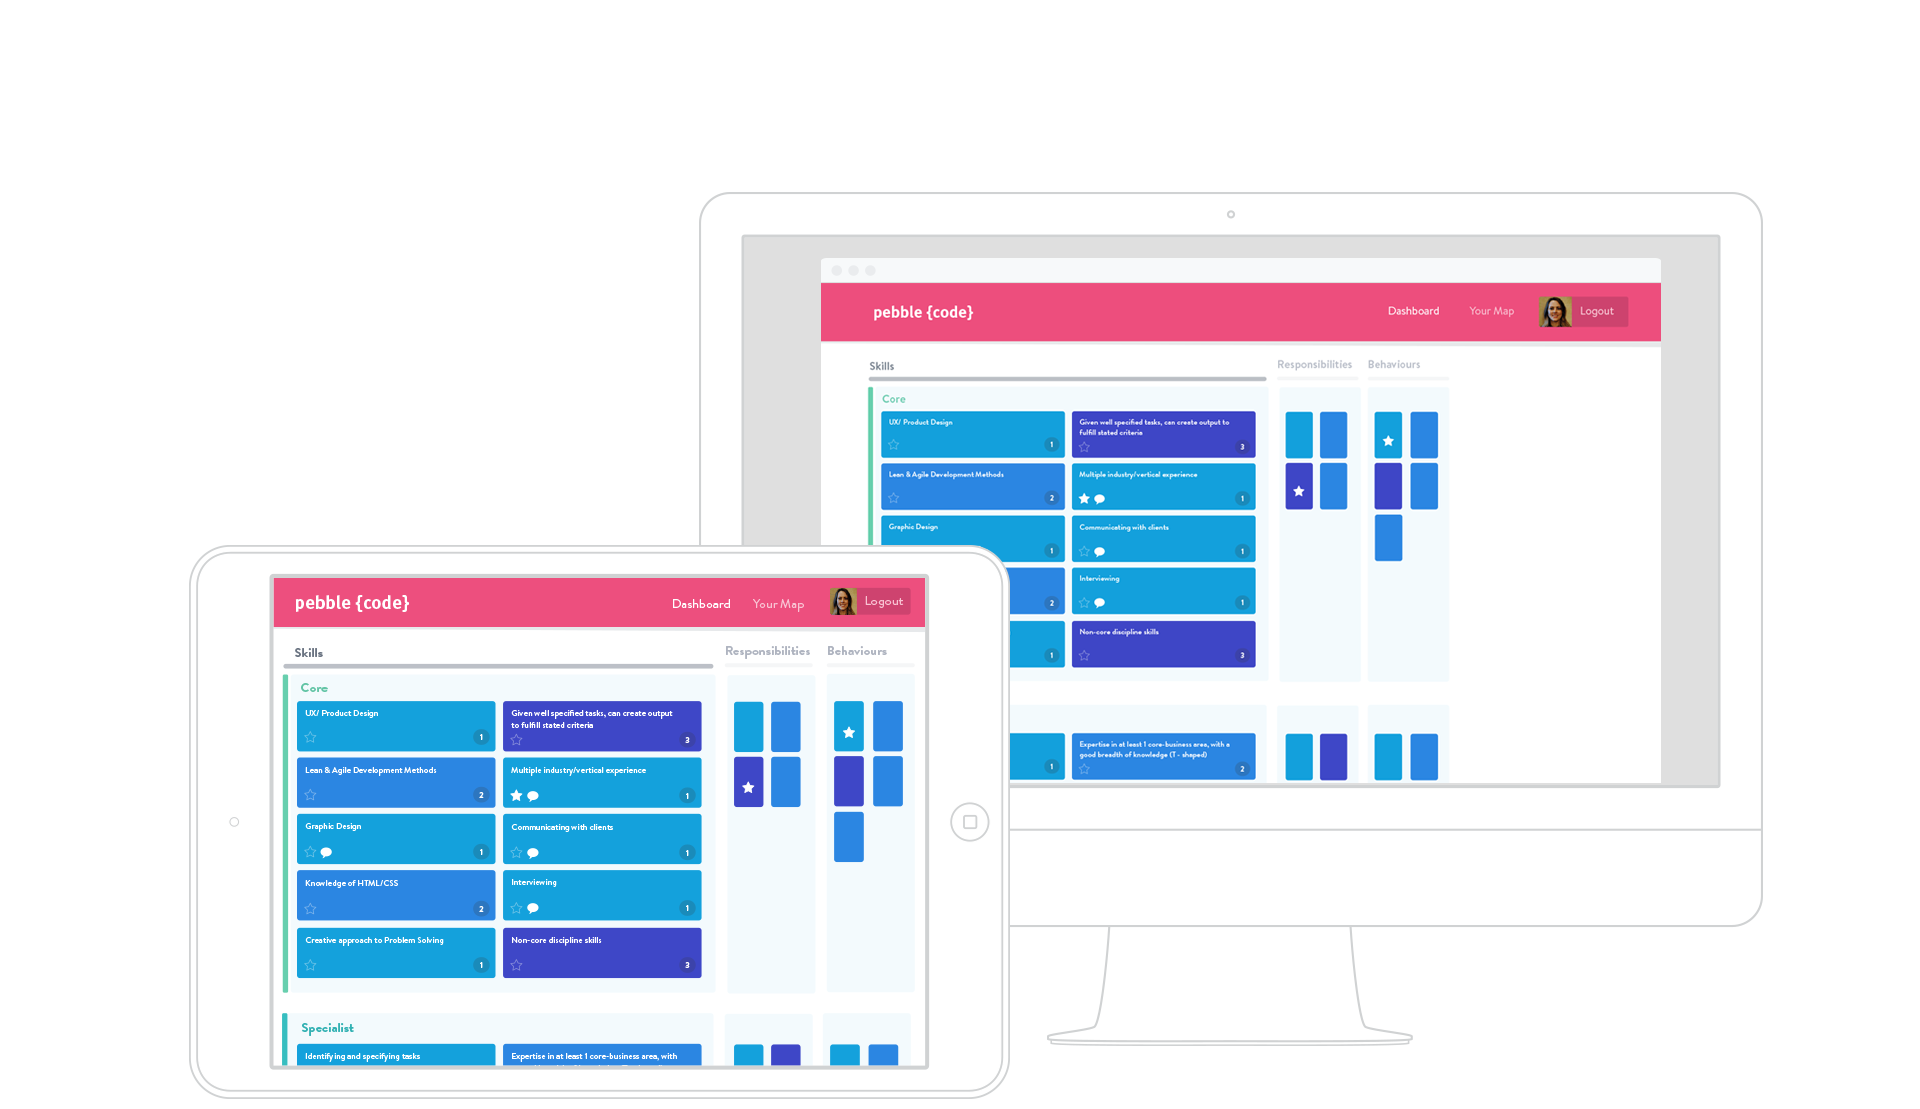 pebble {code}
Dashboard
Your Map
Logout
Skills
Responsibilities
Behaviours
Core
UX/ Product Design
1
Given well specified tasks, can create output to
fulfill stated criteria
3
Lean & Agile Development Methods
2
Multiple industry/vertical experience
1
Graphic Design
1
Communicating with clients
1
2
Interviewing
1
1
Non-core discipline skills
3
1
Expertise in at least 1 core-business area, with a
good breadth of knowledge (T - shaped)
2
pebble {code}
Dashboard
Your Map
Logout
Skills
Responsibilities
Behaviours
Core
UX/ Product Design
1
Given well specified tasks, can create output
to fulfill stated criteria
3
Lean & Agile Development Methods
2
Multiple industry/vertical experience
1
Graphic Design
1
Communicating with clients
1
Knowledge of HTML/CSS
2
Interviewing
1
Creative approach to Problem Solving
1
Non-core discipline skills
3
Specialist
Identifying and specifying tasks
Expertise in at least 1 core-business area, with